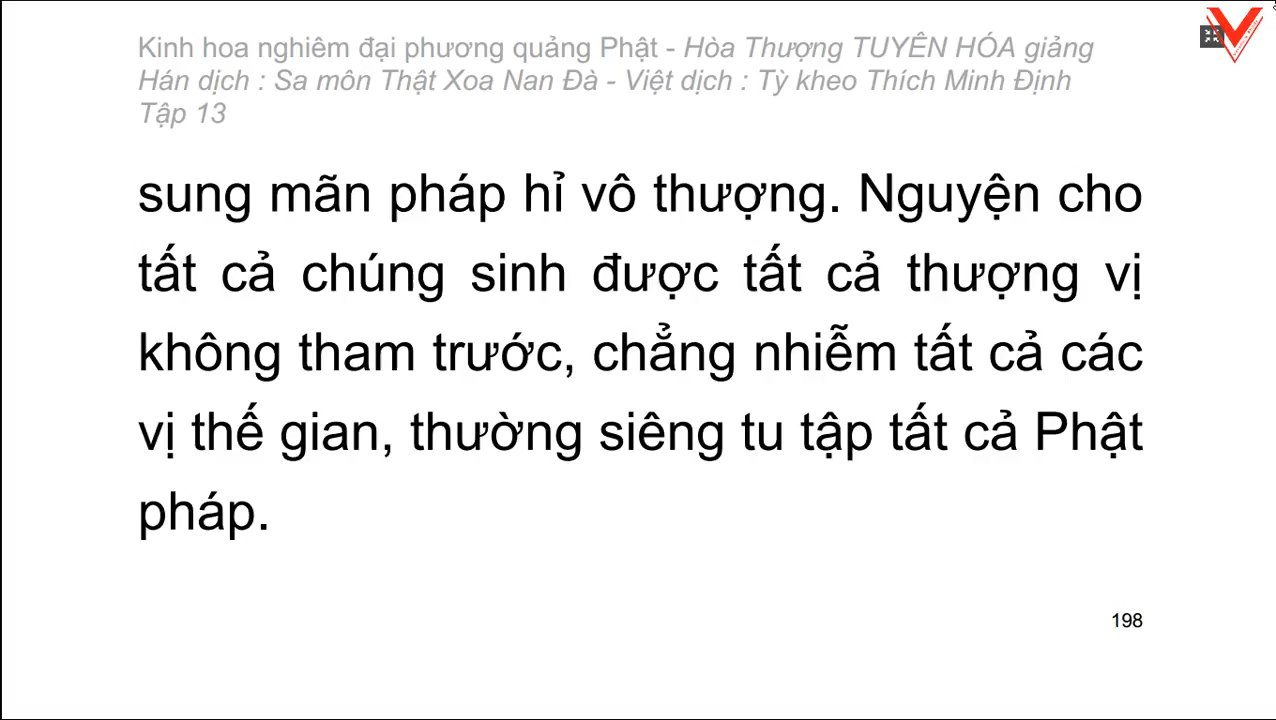 Kinh hoa nghiêm đại phương quảng Phật - Hòa Thượng TUYÊN HÓA giảng
Hán dịch : Sa môn Thật Xoa Nan Đà - Việt dịch : Tỳ kheo Thích Minh Định
Tập 13
sung mãn pháp hỉ vô thượng. Nguyện cho
tất cả chúng sinh được tất cả thượng vị
không tham trước, chẳng nhiễm tất cả các
vị thế gian, thường siêng tu tập tất cả Phật
pháp.
198